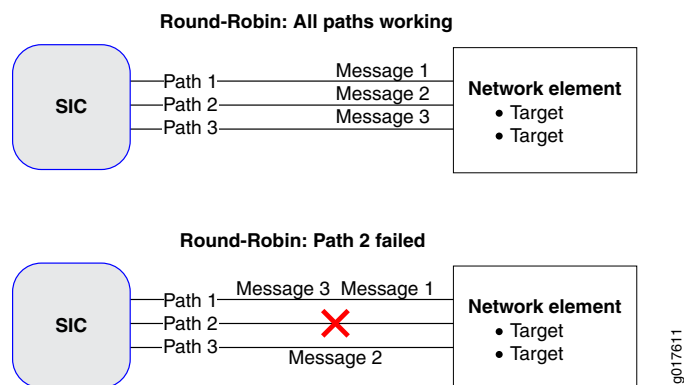 Round-Robin: All paths working
SIC
Path 1
Path 2
Path 3
Message 1
Message 2
Message 3
Network element
• Target
• Target
Round-Robin: Path 2 failed
SIC
Path 1
Path 2
Path 3
Message 3 Message 1
Message 2
Network element
• Target
• Target
g017611